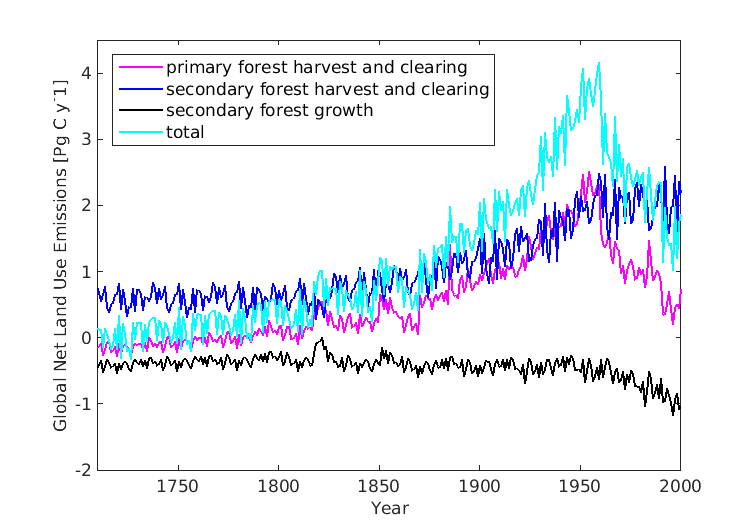 primary forest harvest and clearing
secondary forest harvest and clearing
secondary forest growth
total
Global Net Land Use Emissions [Pg C y-1]
4
3
2
1
0
-1
-2
1750 1800 1850 1900 1950 2000
Year